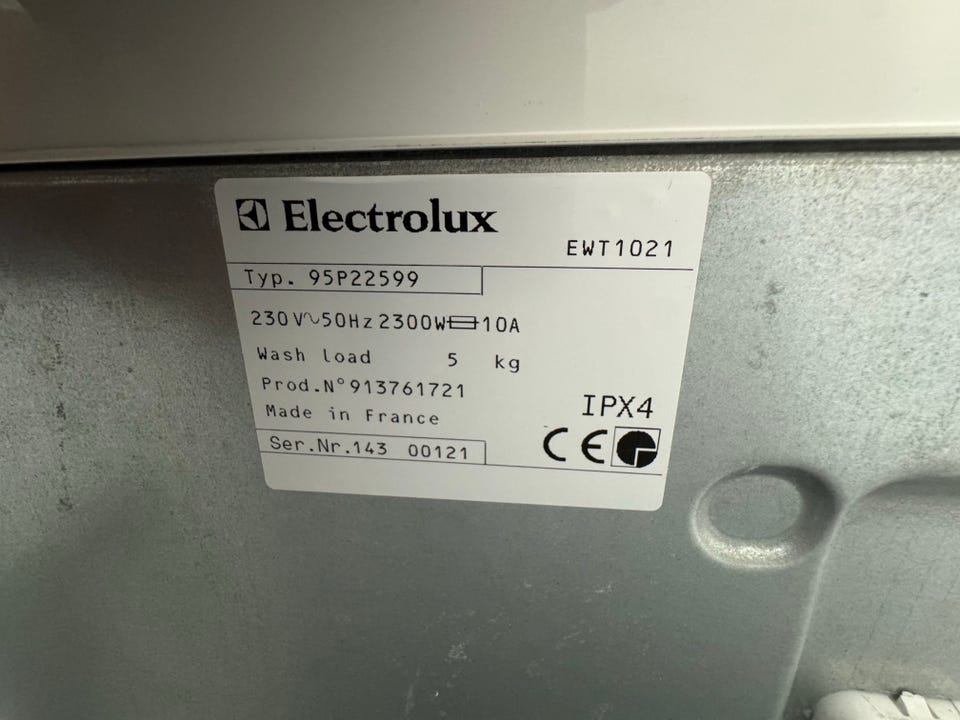 Electrolux
EWT1021
Typ. 95P22599
230V~50Hz 2300W 10A
Wash load 5 kg
Prod.N°913761721
Made in France
IPX4
Ser.Nr.143 00121
CE